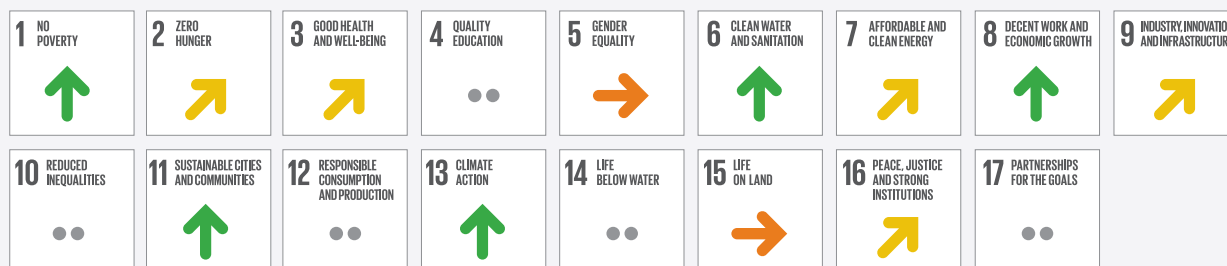 1 NO
POVERTY
2 ZERO
HUNGER
3 GOOD HEALTH
AND WELL-BEING
4 QUALITY
EDUCATION
5 GENDER
EQUALITY
6 CLEAN WATER
AND SANITATION
7 AFFORDABLE AND
CLEAN ENERGY
8 DECENT WORK AND
ECONOMIC GROWTH
9 INDUSTRY, INNOVATIO
AND INFRASTRUCTUR
10 REDUCED
INEQUALITIES
11 SUSTAINABLE CITIES
AND COMMUNITIES
12 RESPONSIBLE
CONSUMPTION
AND PRODUCTION
13 CLIMATE
ACTION
14 LIFE
BELOW WATER
15 LIFE
ON LAND
16 PEACE, JUSTICE
AND STRONG
INSTITUTIONS
17 PARTNERSHIPS
FOR THE GOALS